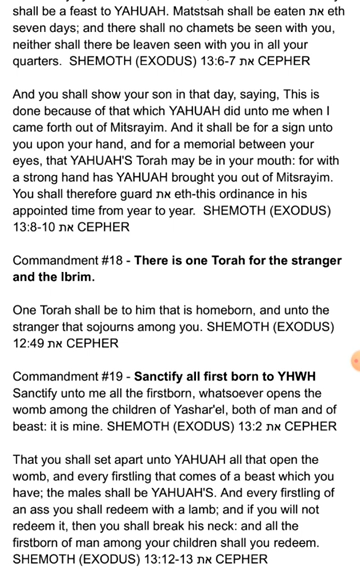 shall be a feast to YAHUAH. Matstsah shall be eaten את eth
seven days; and there shall no chamets be seen with you,
neither shall there be leaven seen with you in all your
quarters.  SHEMOTH (EXODUS) 13:6-7 את CEPHER
And you shall show your son in that day, saying, This is
done because of that which YAHUAH did unto me when I
came forth out of Mitsrayim. And it shall be for a sign unto
you upon your hand, and for a memorial between your
eyes, that YAHUAH'S Torah may be in your mouth: for with
a strong hand has YAHUAH brought you out of Mitsrayim.
You shall therefore guard את eth-this ordinance in his
appointed time from year to year.  SHEMOTH (EXODUS)
13:8-10 את CEPHER
Commandment #18 - There is one Torah for the stranger
and the Ibrim.
One Torah shall be to him that is homeborn, and unto the
stranger that sojourns among you. SHEMOTH (EXODUS)
12:49 את CEPHER
Commandment #19 - Sanctify all first born to YHWH
Sanctify unto me all the firstborn, whatsoever opens the
womb among the children of Yashar'el, both of man and of
beast: it is mine. SHEMOTH (EXODUS) 13:2 את CEPHER
That you shall set apart unto YAHUAH all that open the
womb, and every firstling that comes of a beast which you
have; the males shall be YAHUAH'S. And every firstling of
an ass you shall redeem with a lamb; and if you will not
redeem it, then you shall break his neck: and all the
firstborn of man among your children shall you redeem.
SHEMOTH (EXODUS) 13:12-13 את CEPHER